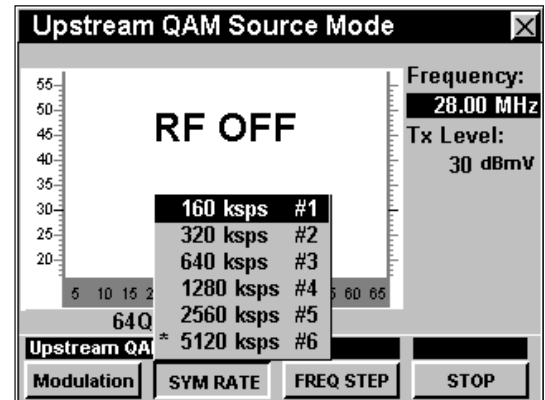 Upstream QAM Source Mode
Frequency:
28.00 MHz
Tx Level:
30 dBmV
55
50
45
40
35
30
25
20
RF OFF
160 ksps #1
320 ksps #2
640 ksps #3
1280 ksps #4
2560 ksps #5
* 5120 ksps #6
5 10 15 2 60 65
64Q
Upstream QA
Modulation SYM RATE FREQ STEP STOP